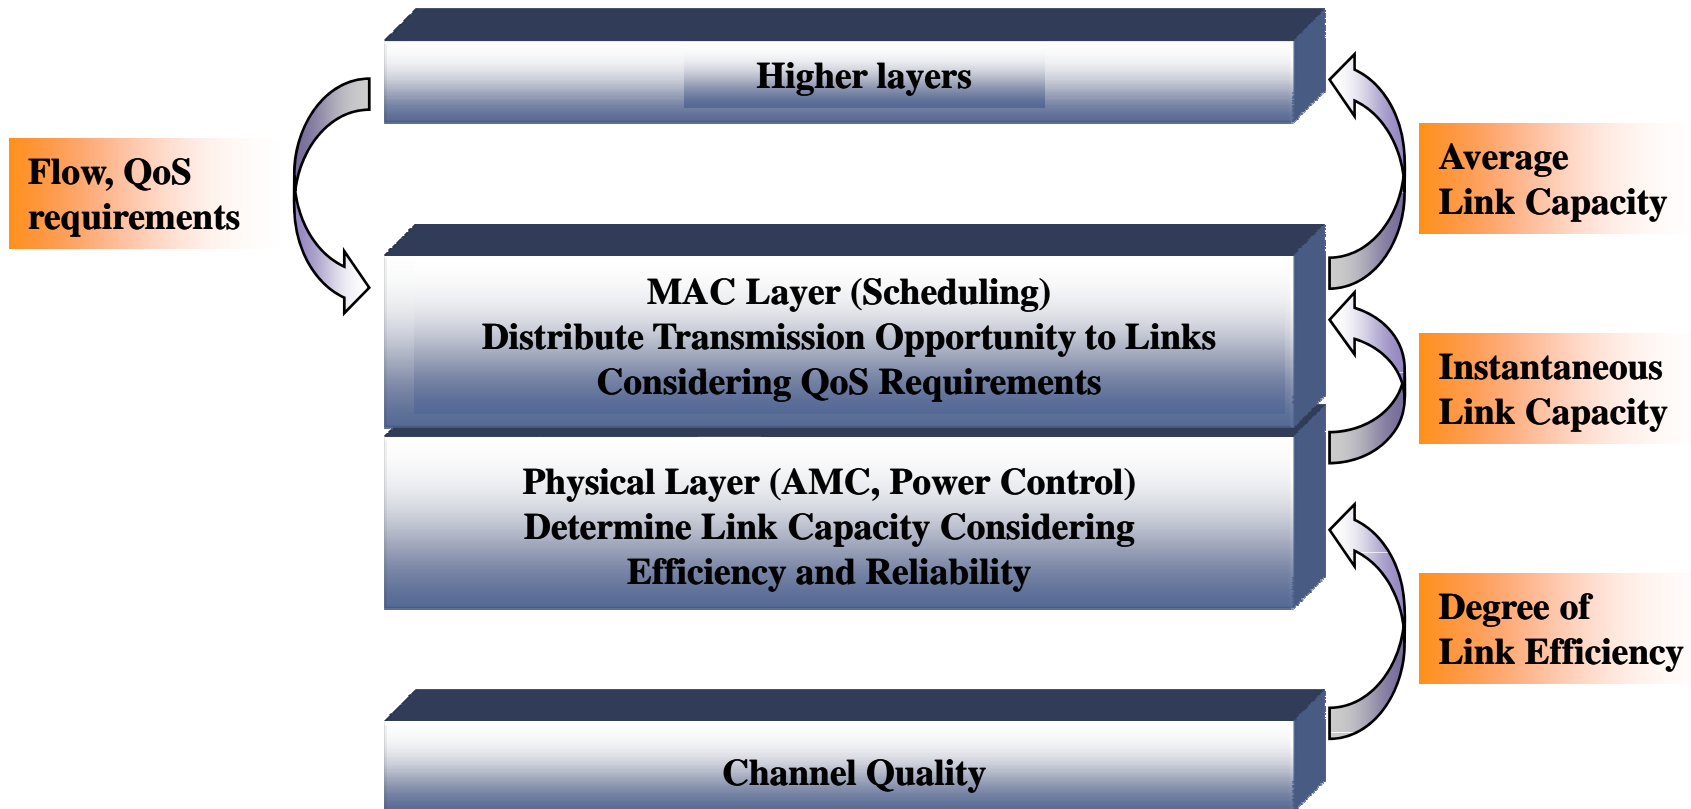 Higher layers
Flow, QoS
requirements
Average
Link Capacity
MAC Layer (Scheduling)
Distribute Transmission Opportunity to Links
Considering QoS Requirements
Instantaneous
Link Capacity
Physical Layer (AMC, Power Control)
Determine Link Capacity Considering
Efficiency and Reliability
Degree of
Link Efficiency
Channel Quality